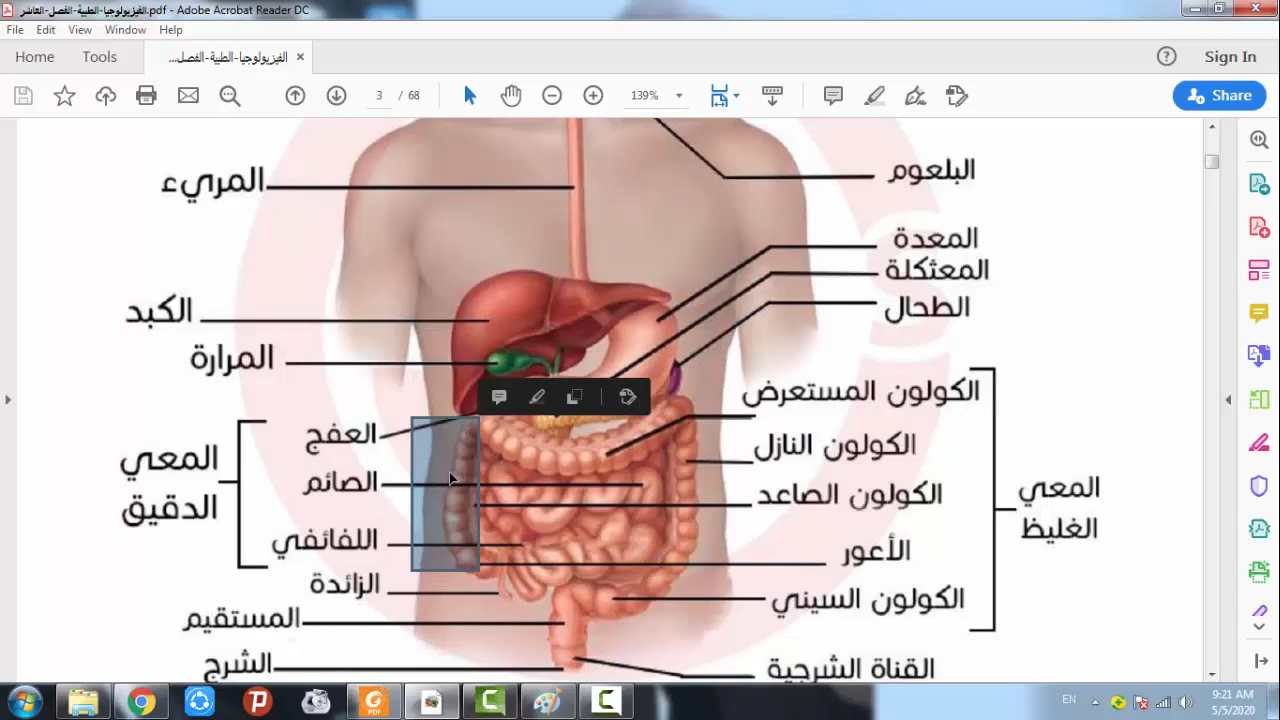 الفيزيولوجيا-الطبية-الفصل-العاشر.pdf - Adobe Acrobat Reader DC
File Edit View Window Help
Home Tools الفيزيولوجيا-الطبية-الفصل... × Sign In
3 / 68 139% Share
المريء
البلعوم
المعدة
المعثكلة
الطحال
الكبد
المرارة
الكولون المستعرض
العفج
الكولون النازل
المعي الدقيق
الصائم
الكولون الصاعد
المعي الغليظ
اللفائفي
الأعور
الزائدة
الكولون السيني
المستقيم
الشرج
القناة الشرجية
PDF
EN 9:21 AM
5/5/2020